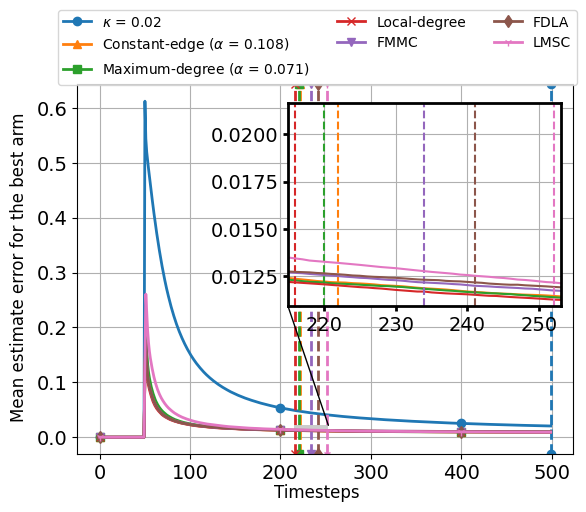 κ = 0.02
Constant-edge (α = 0.108)
Maximum-degree (α = 0.071)
Local-degree
FMMC
FDLA
LMSC
Mean estimate error for the best arm
0.6
0.5
0.4
0.3
0.2
0.1
0.0
0.0200
0.0175
0.0150
0.0125
220 230 240 250
0 100 200 300 400 500
Timesteps